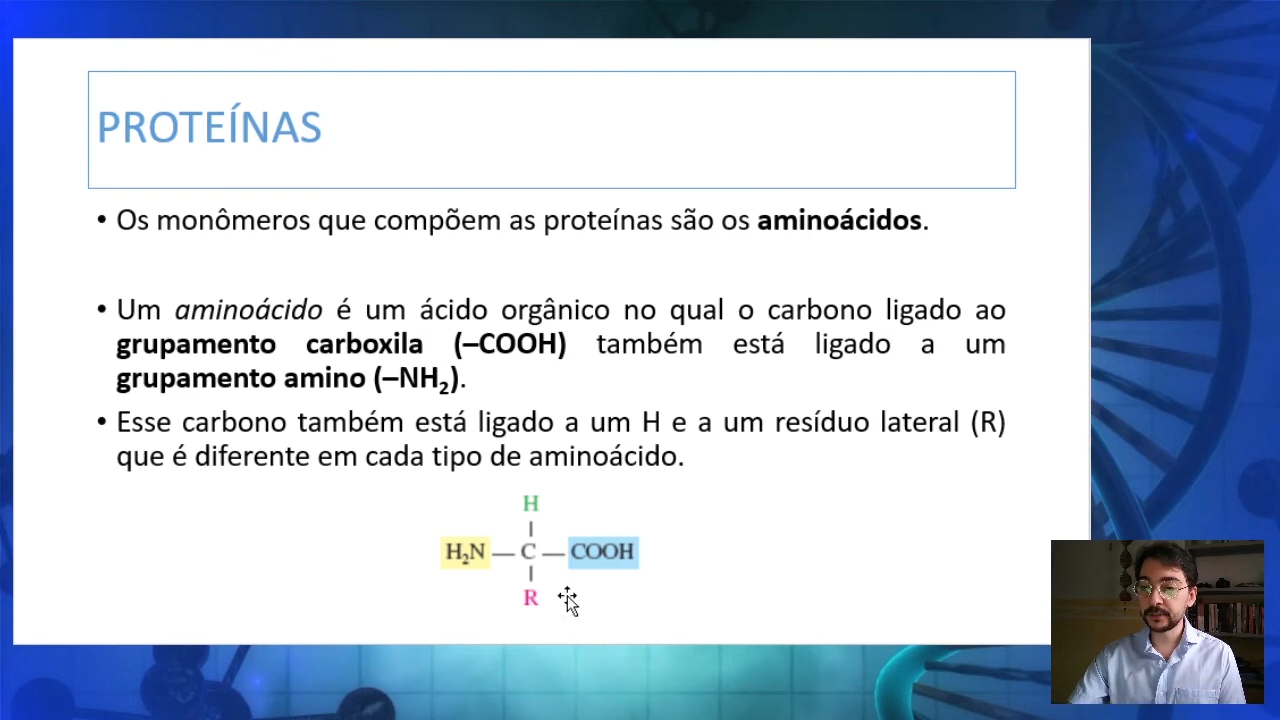 PROTEÍNAS
• Os monômeros que compõem as proteínas são os aminoácidos.
• Um aminoácido é um ácido orgânico no qual o carbono ligado ao
grupamento carboxila (–COOH) também está ligado a um
grupamento amino (–NH₂).
• Esse carbono também está ligado a um H e a um resíduo lateral (R)
que é diferente em cada tipo de aminoácido.
H
H₂N — C — COOH
R